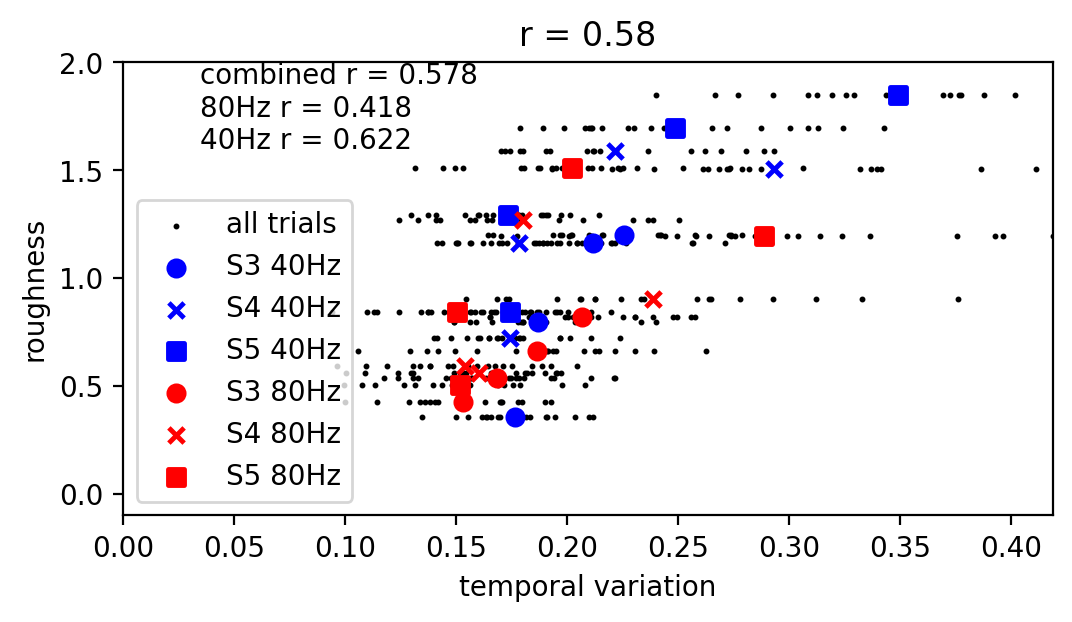 r = 0.58
combined r = 0.578
80Hz r = 0.418
40Hz r = 0.622
2.0
1.5
1.0
0.5
0.0
roughness
all trials
S3 40Hz
S4 40Hz
S5 40Hz
S3 80Hz
S4 80Hz
S5 80Hz
0.00 0.05 0.10 0.15 0.20 0.25 0.30 0.35 0.40
temporal variation